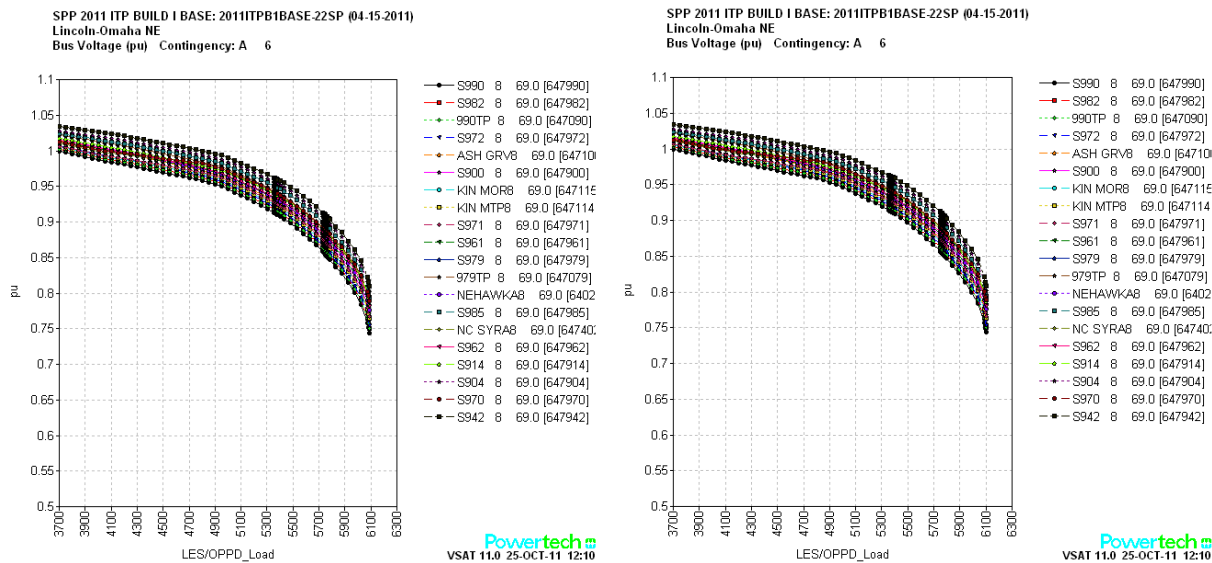 SPP 2011 ITP BUILD I BASE: 2011ITPB1BASE-22SP (04-15-2011)
Lincoln-Omaha NE
Bus Voltage (pu) Contingency: A 6
1.1
1.05
1
0.95
0.9
0.85
0.8
0.75
0.7
0.65
0.6
0.55
0.5
pu
3700
3900
4100
4300
4500
4700
4900
5100
5300
5500
5700
5900
6100
6300
LES/OPPD_Load
S990 8 69.0 [647990]
S982 8 69.0 [647982]
990TP 8 69.0 [647090]
S972 8 69.0 [647972]
ASH GRV8 69.0 [64710
S900 8 69.0 [647900]
KIN MOR8 69.0 [647115
KIN MTP8 69.0 [647114
S971 8 69.0 [647971]
S961 8 69.0 [647961]
S979 8 69.0 [647979]
979TP 8 69.0 [647079]
NEHAWKA8 69.0 [6402
S985 8 69.0 [647985]
NC SYRA8 69.0 [647402
S962 8 69.0 [647962]
S914 8 69.0 [647914]
S904 8 69.0 [647904]
S970 8 69.0 [647970]
S942 8 69.0 [647942]
Powertech
VSAT 11.0 25-OCT-11 12:10
SPP 2011 ITP BUILD I BASE: 2011ITPB1BASE-22SP (04-15-2011)
Lincoln-Omaha NE
Bus Voltage (pu) Contingency: A 6
1.1
1.05
1
0.95
0.9
0.85
0.8
0.75
0.7
0.65
0.6
0.55
0.5
pu
3700
3900
4100
4300
4500
4700
4900
5100
5300
5500
5700
5900
6100
6300
LES/OPPD_Load
S990 8 69.0 [647990]
S982 8 69.0 [647982]
990TP 8 69.0 [647090]
S972 8 69.0 [647972]
ASH GRV8 69.0 [64710
S900 8 69.0 [647900]
KIN MOR8 69.0 [647115
KIN MTP8 69.0 [647114
S971 8 69.0 [647971]
S961 8 69.0 [647961]
S979 8 69.0 [647979]
979TP 8 69.0 [647079]
NEHAWKA8 69.0 [6402
S985 8 69.0 [647985]
NC SYRA8 69.0 [647402
S962 8 69.0 [647962]
S914 8 69.0 [647914]
S904 8 69.0 [647904]
S970 8 69.0 [647970]
S942 8 69.0 [647942]
Powertech
VSAT 11.0 25-OCT-11 12:10